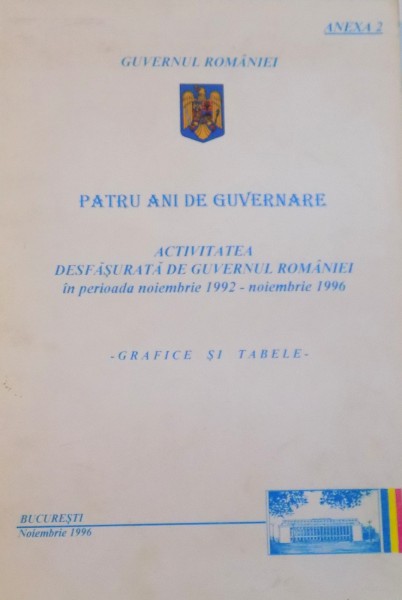 ANEXA 2
GUVERNUL ROMÂNIEI
PATRU ANI DE GUVERNARE
ACTIVITATEA
DESFĂŞURATĂ DE GUVERNUL ROMÂNIEI
în perioada noiembrie 1992 - noiembrie 1996
- GRAFICE ŞI TABELE -
BUCUREŞTI
Noiembrie 1996